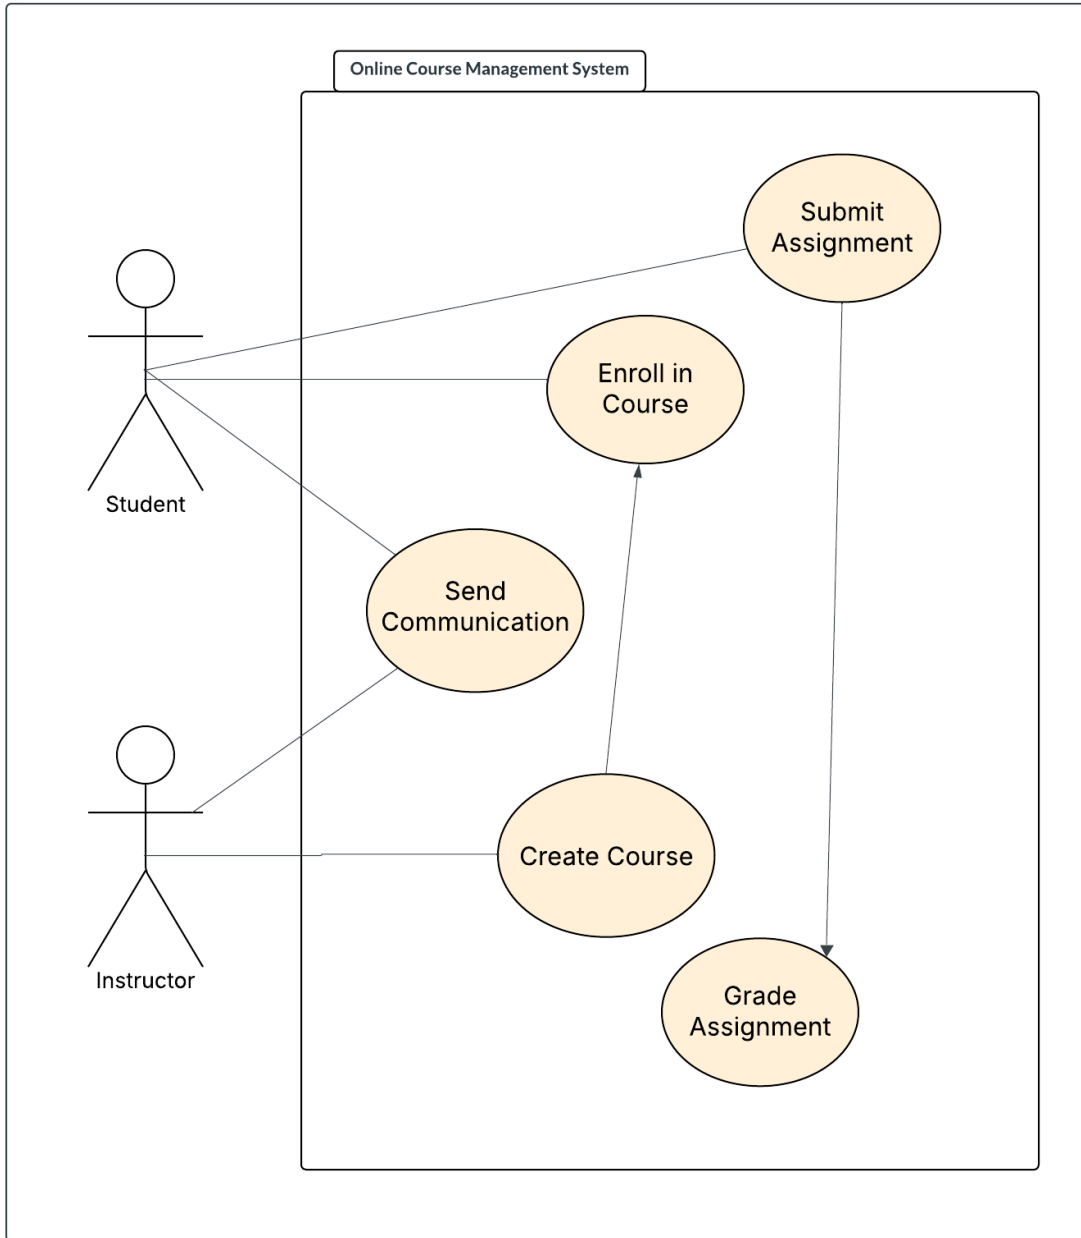 Online Course Management System
Submit
Assignment
Enroll in
Course
Student
Send
Communication
Create Course
Instructor
Grade
Assignment